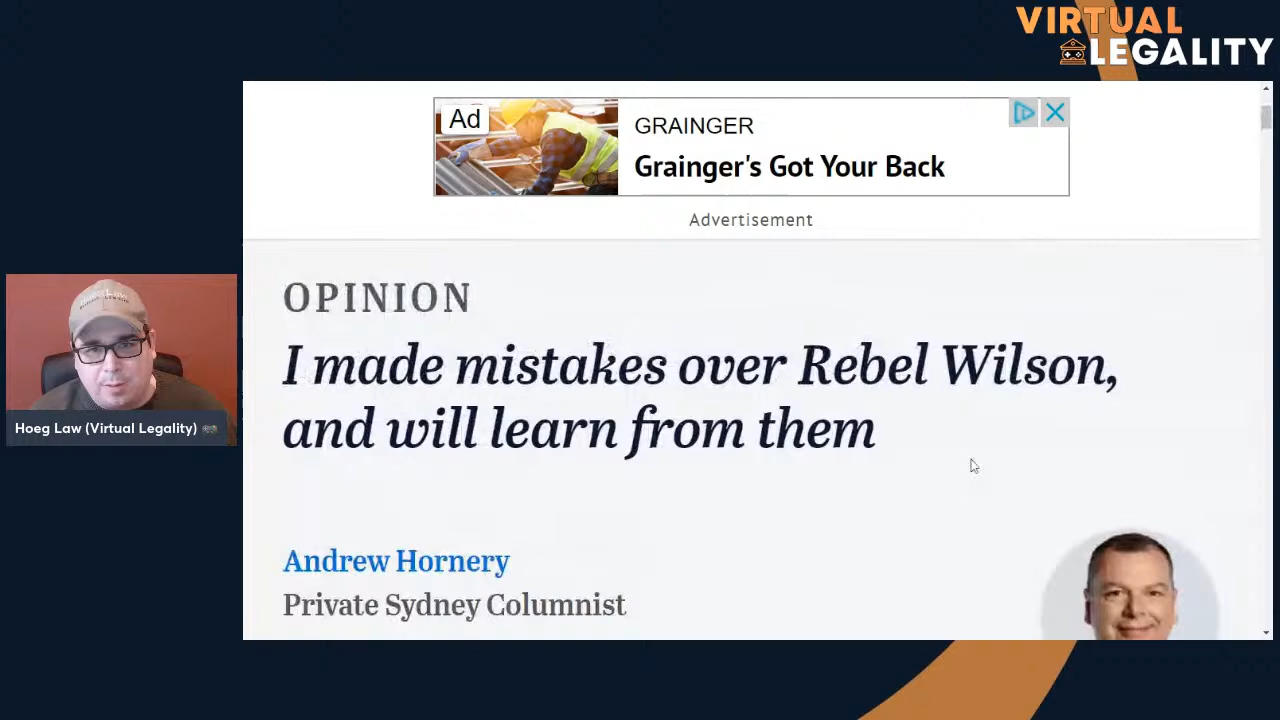 VIRTUAL
LEGALITY
Ad
GRAINGER
Grainger's Got Your Back
Advertisement
OPINION
I made mistakes over Rebel Wilson,
and will learn from them
Hoeg Law (Virtual Legality)
Andrew Hornery
Private Sydney Columnist